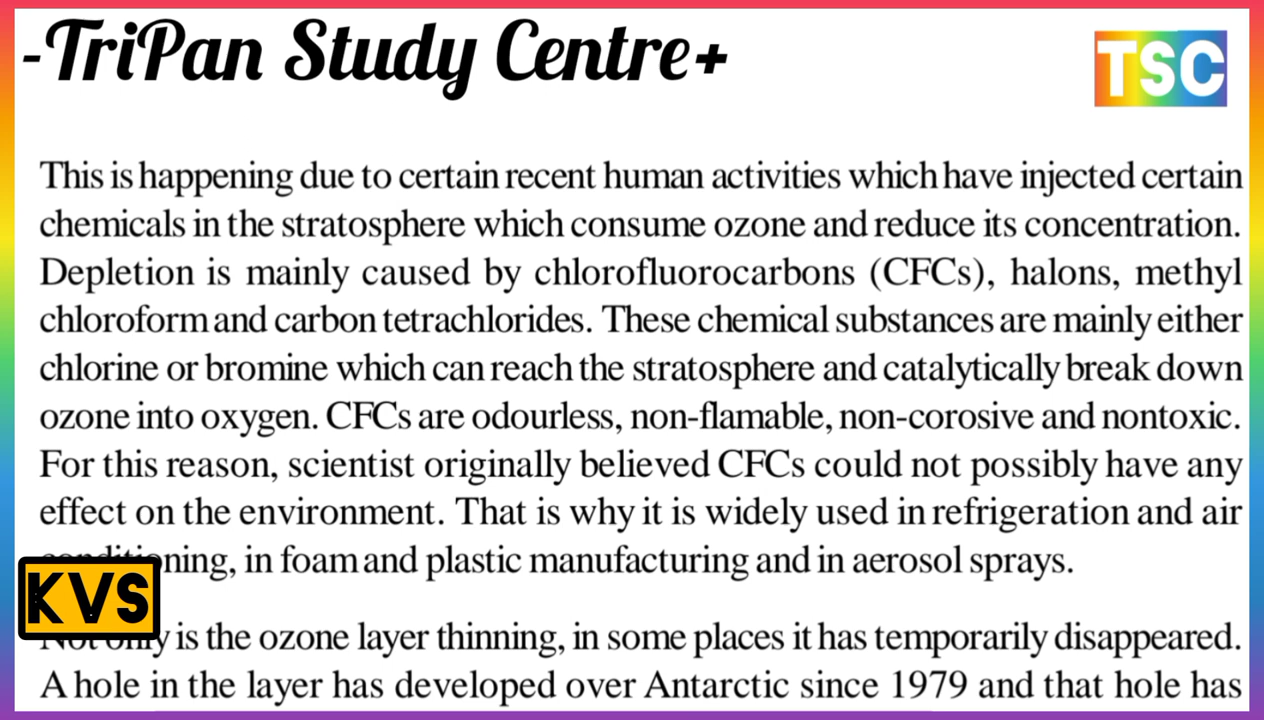 -TriPan Study Centre+
TSC
This is happening due to certain recent human activities which have injected certain
chemicals in the stratosphere which consume ozone and reduce its concentration.
Depletion is mainly caused by chlorofluorocarbons (CFCs), halons, methyl
chloroform and carbon tetrachlorides. These chemical substances are mainly either
chlorine or bromine which can reach the stratosphere and catalytically break down
ozone into oxygen. CFCs are odourless, non-flamable, non-corosive and nontoxic.
For this reason, scientist originally believed CFCs could not possibly have any
effect on the environment. That is why it is widely used in refrigeration and air
conditioning, in foam and plastic manufacturing and in aerosol sprays.
KVS
Not only is the ozone layer thinning, in some places it has temporarily disappeared.
A hole in the layer has developed over Antarctic since 1979 and that hole has